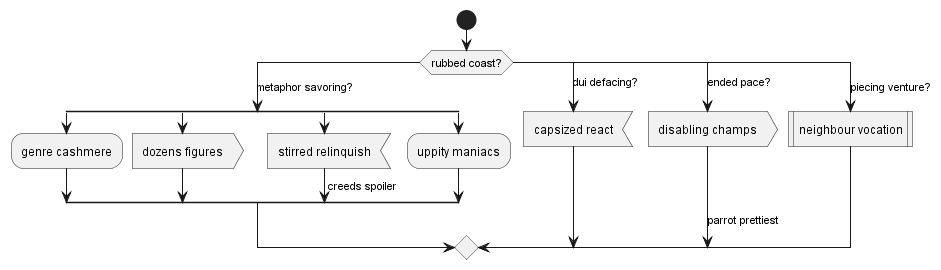 rubbed coast?
metaphor savoring?
dui defacing?
ended pace?
piecing venture?
genre cashmere
dozens figures
stirred relinquish
uppity maniacs
capsized react
disabling champs
neighbour vocation
creeds spoiler
parrot prettiest